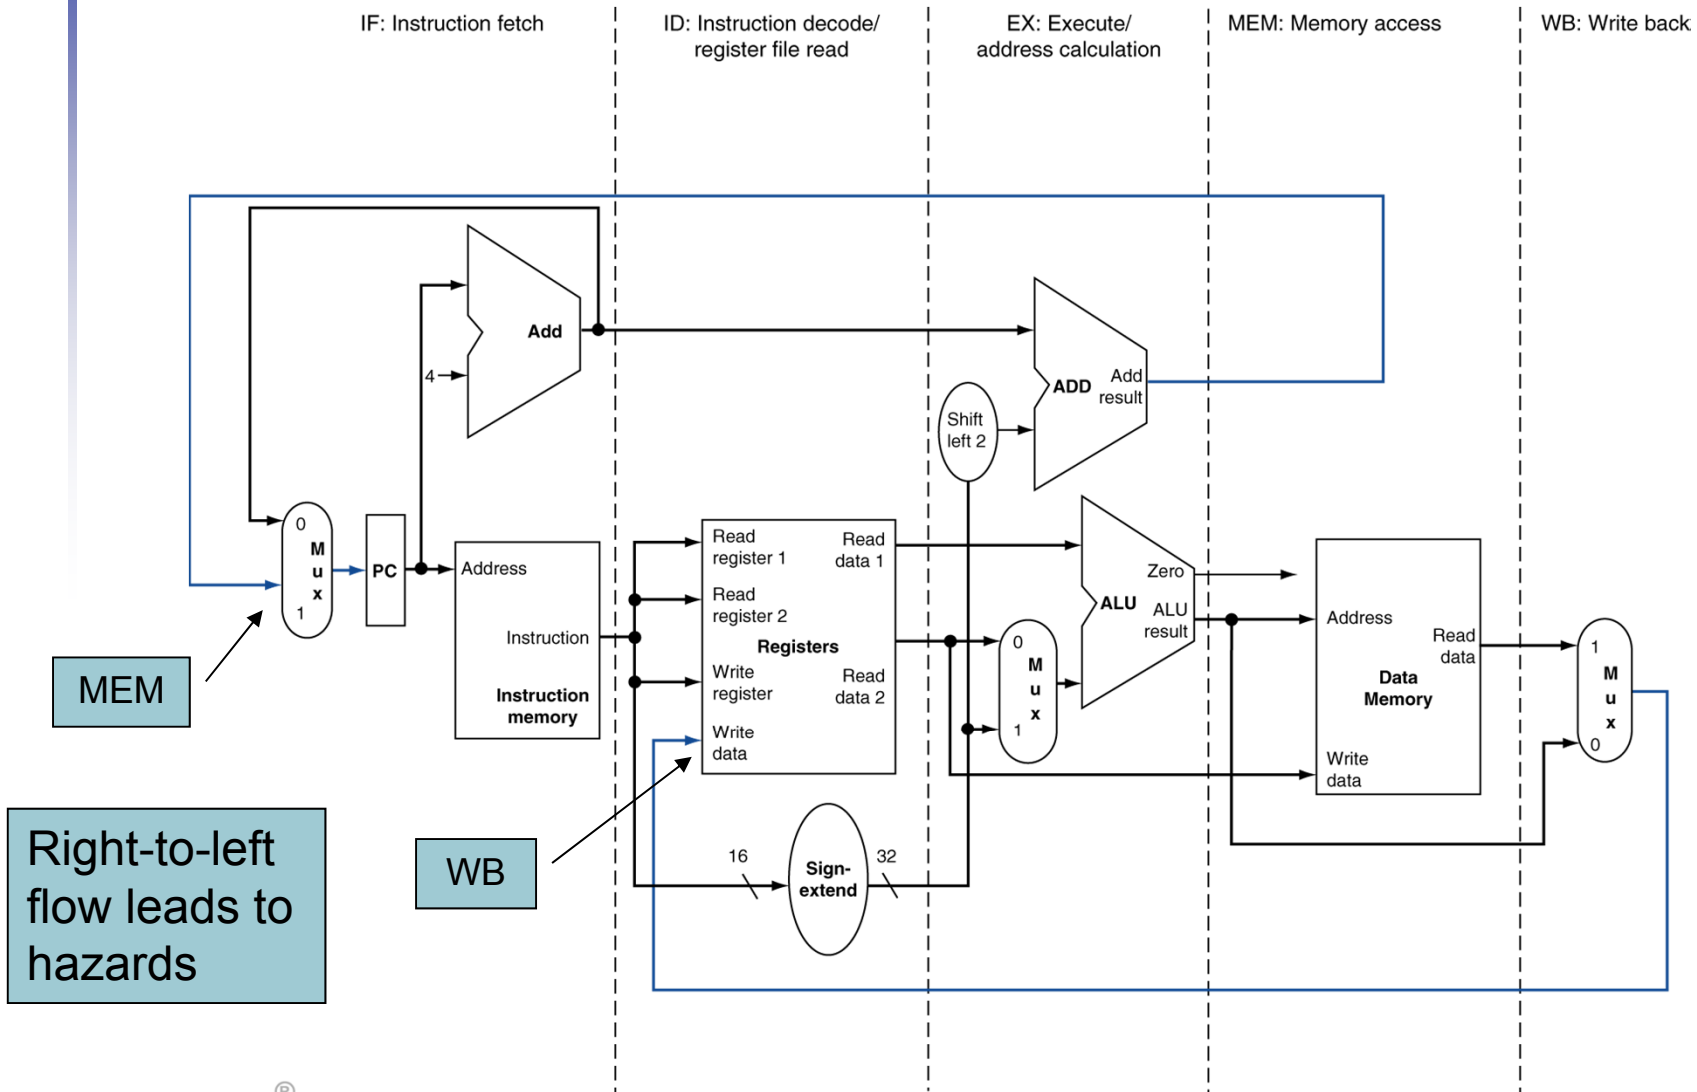 IF: Instruction fetch
ID: Instruction decode/
register file read
EX: Execute/
address calculation
MEM: Memory access
WB: Write back
Add
4
ADD
Add
result
Shift
left 2
0
M
u
x
1
PC
Address
Instruction
Instruction
memory
Read
register 1
Read
register 2
Write
register
Write
data
Registers
Read
data 1
Read
data 2
0
M
u
x
1
Zero
ALU
ALU
result
Address
Read
data
Data
Memory
Write
data
1
M
u
x
0
16
Sign-
extend
32
MEM
WB
Right-to-left
flow leads to
hazards
®